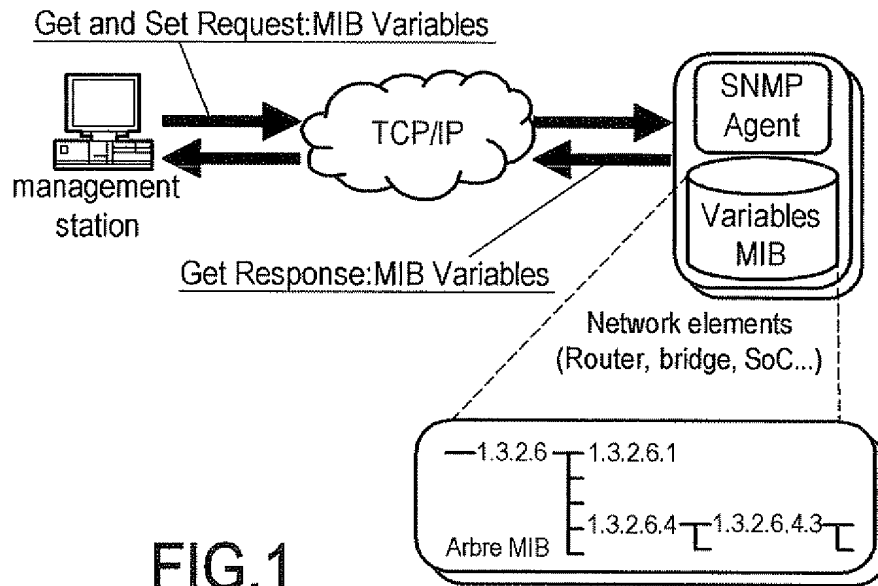 Get and Set Request:MIB Variables
TCP/IP
SNMP
Agent
management
station
Variables
MIB
Get Response:MIB Variables
Network elements
(Router, bridge, SoC...)
1.3.2.6
1.3.2.6.1
1.3.2.6.4
1.3.2.6.4.3
Arbre MIB
FIG.1